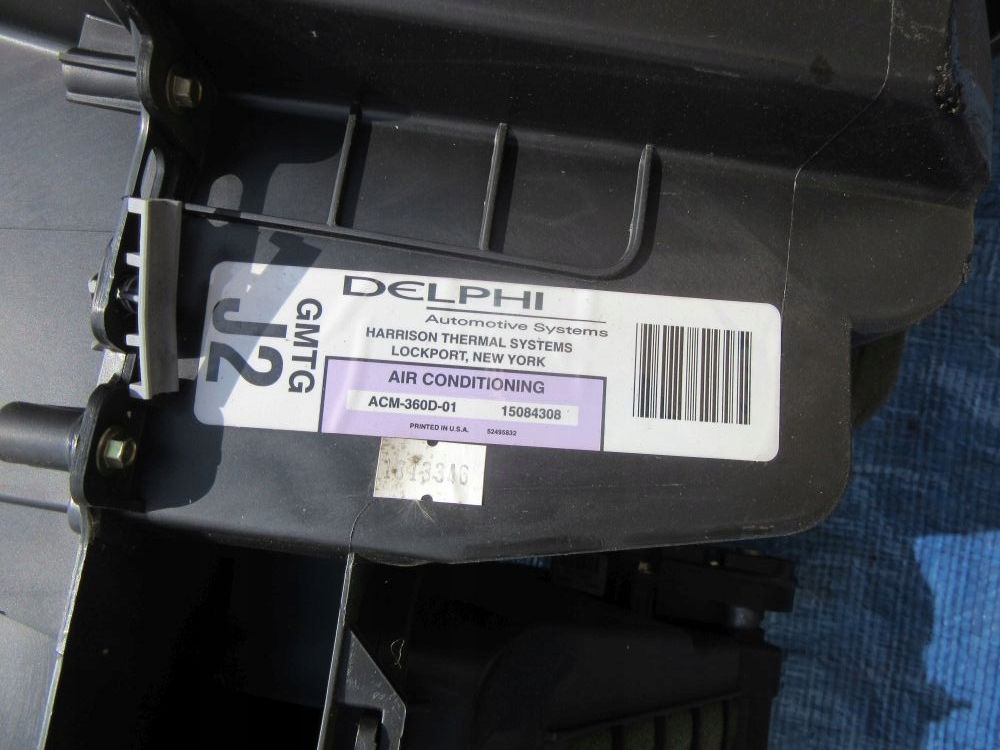 DELPHI
Automotive Systems
HARRISON THERMAL SYSTEMS
LOCKPORT, NEW YORK
GMTG
J2
AIR CONDITIONING
ACM-360D-01 15084308
PRINTED IN U.S.A. 52495832